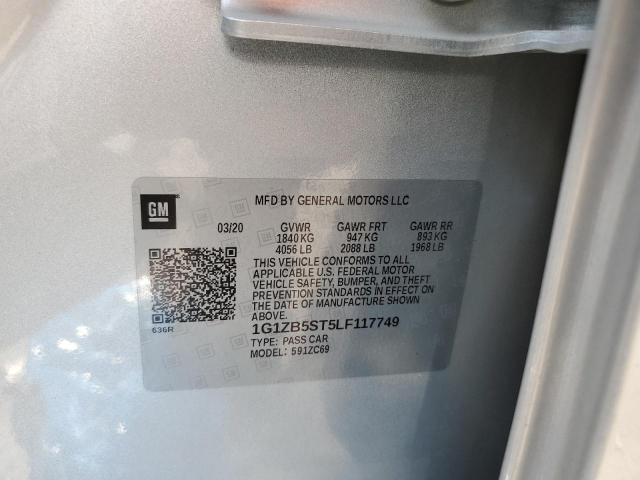 GM
MFD BY GENERAL MOTORS LLC
03/20 GVWR GAWR FRT GAWR RR
1840 KG 947 KG 893 KG
4056 LB 2088 LB 1968 LB
THIS VEHICLE CONFORMS TO ALL
APPLICABLE U.S. FEDERAL MOTOR
VEHICLE SAFETY, BUMPER, AND THEFT
PREVENTION STANDARDS IN EFFECT ON
THE DATE OF MANUFACTURE SHOWN
ABOVE.
636R
1G1ZB5ST5LF117749
TYPE: PASS CAR
MODEL: 591ZC69